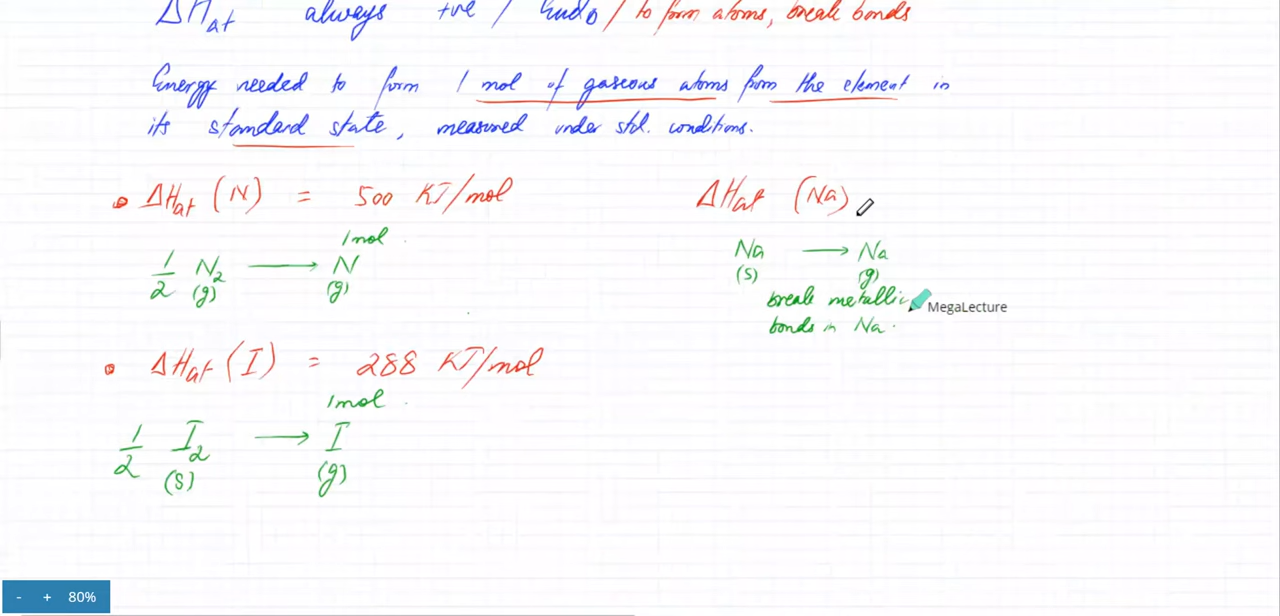 ΔHat always +ve / Endo / to form atoms, break bonds
Energy needed to form 1 mol of gaseous atoms from the element in
its standard state, measured under std. conditions.
• ΔHat (N) = 500 KJ/mol
1mol
1/2 N₂ ⟶ N
(g) (g)
• ΔHat (I) = 288 KJ/mol
1mol
1/2 I₂ ⟶ I
(s) (g)
ΔHat (Na)
Na ⟶ Na
(s) (g)
break metallic
bonds in Na.
MegaLecture
- + 80%